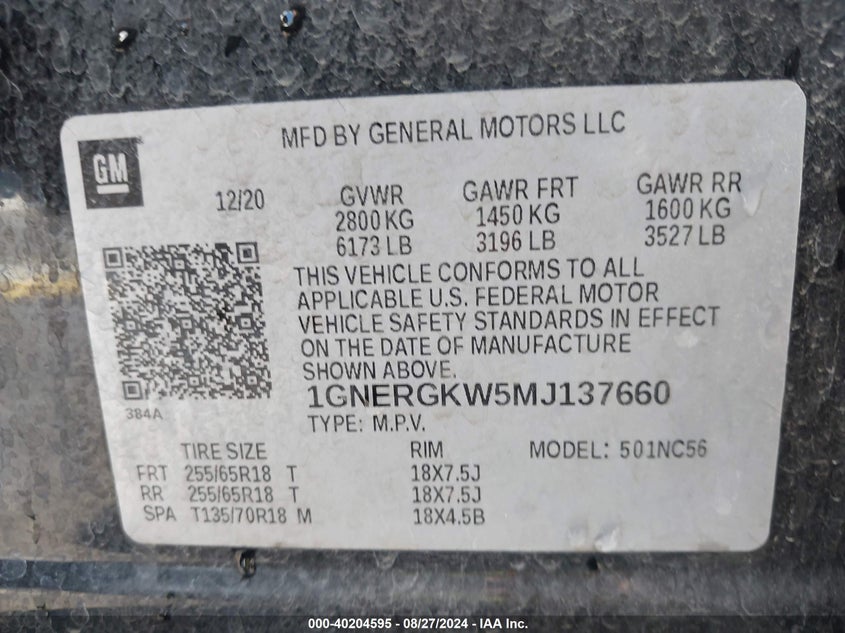 MFD BY GENERAL MOTORS LLC
GM
12/20
GVWR GAWR FRT GAWR RR
2800 KG 1450 KG 1600 KG
6173 LB 3196 LB 3527 LB
THIS VEHICLE CONFORMS TO ALL
APPLICABLE U.S. FEDERAL MOTOR
VEHICLE SAFETY STANDARDS IN EFFECT
ON THE DATE OF MANUFACTURE
SHOWN ABOVE.
1GNERGKW5MJ137660
384A
TYPE: M.P.V.
TIRE SIZE RIM MODEL: 501NC56
FRT 255/65R18 T 18X7.5J
RR 255/65R18 T 18X7.5J
SPA T135/70R18 M 18X4.5B
000-40204595 - 08/27/2024 - IAA Inc.